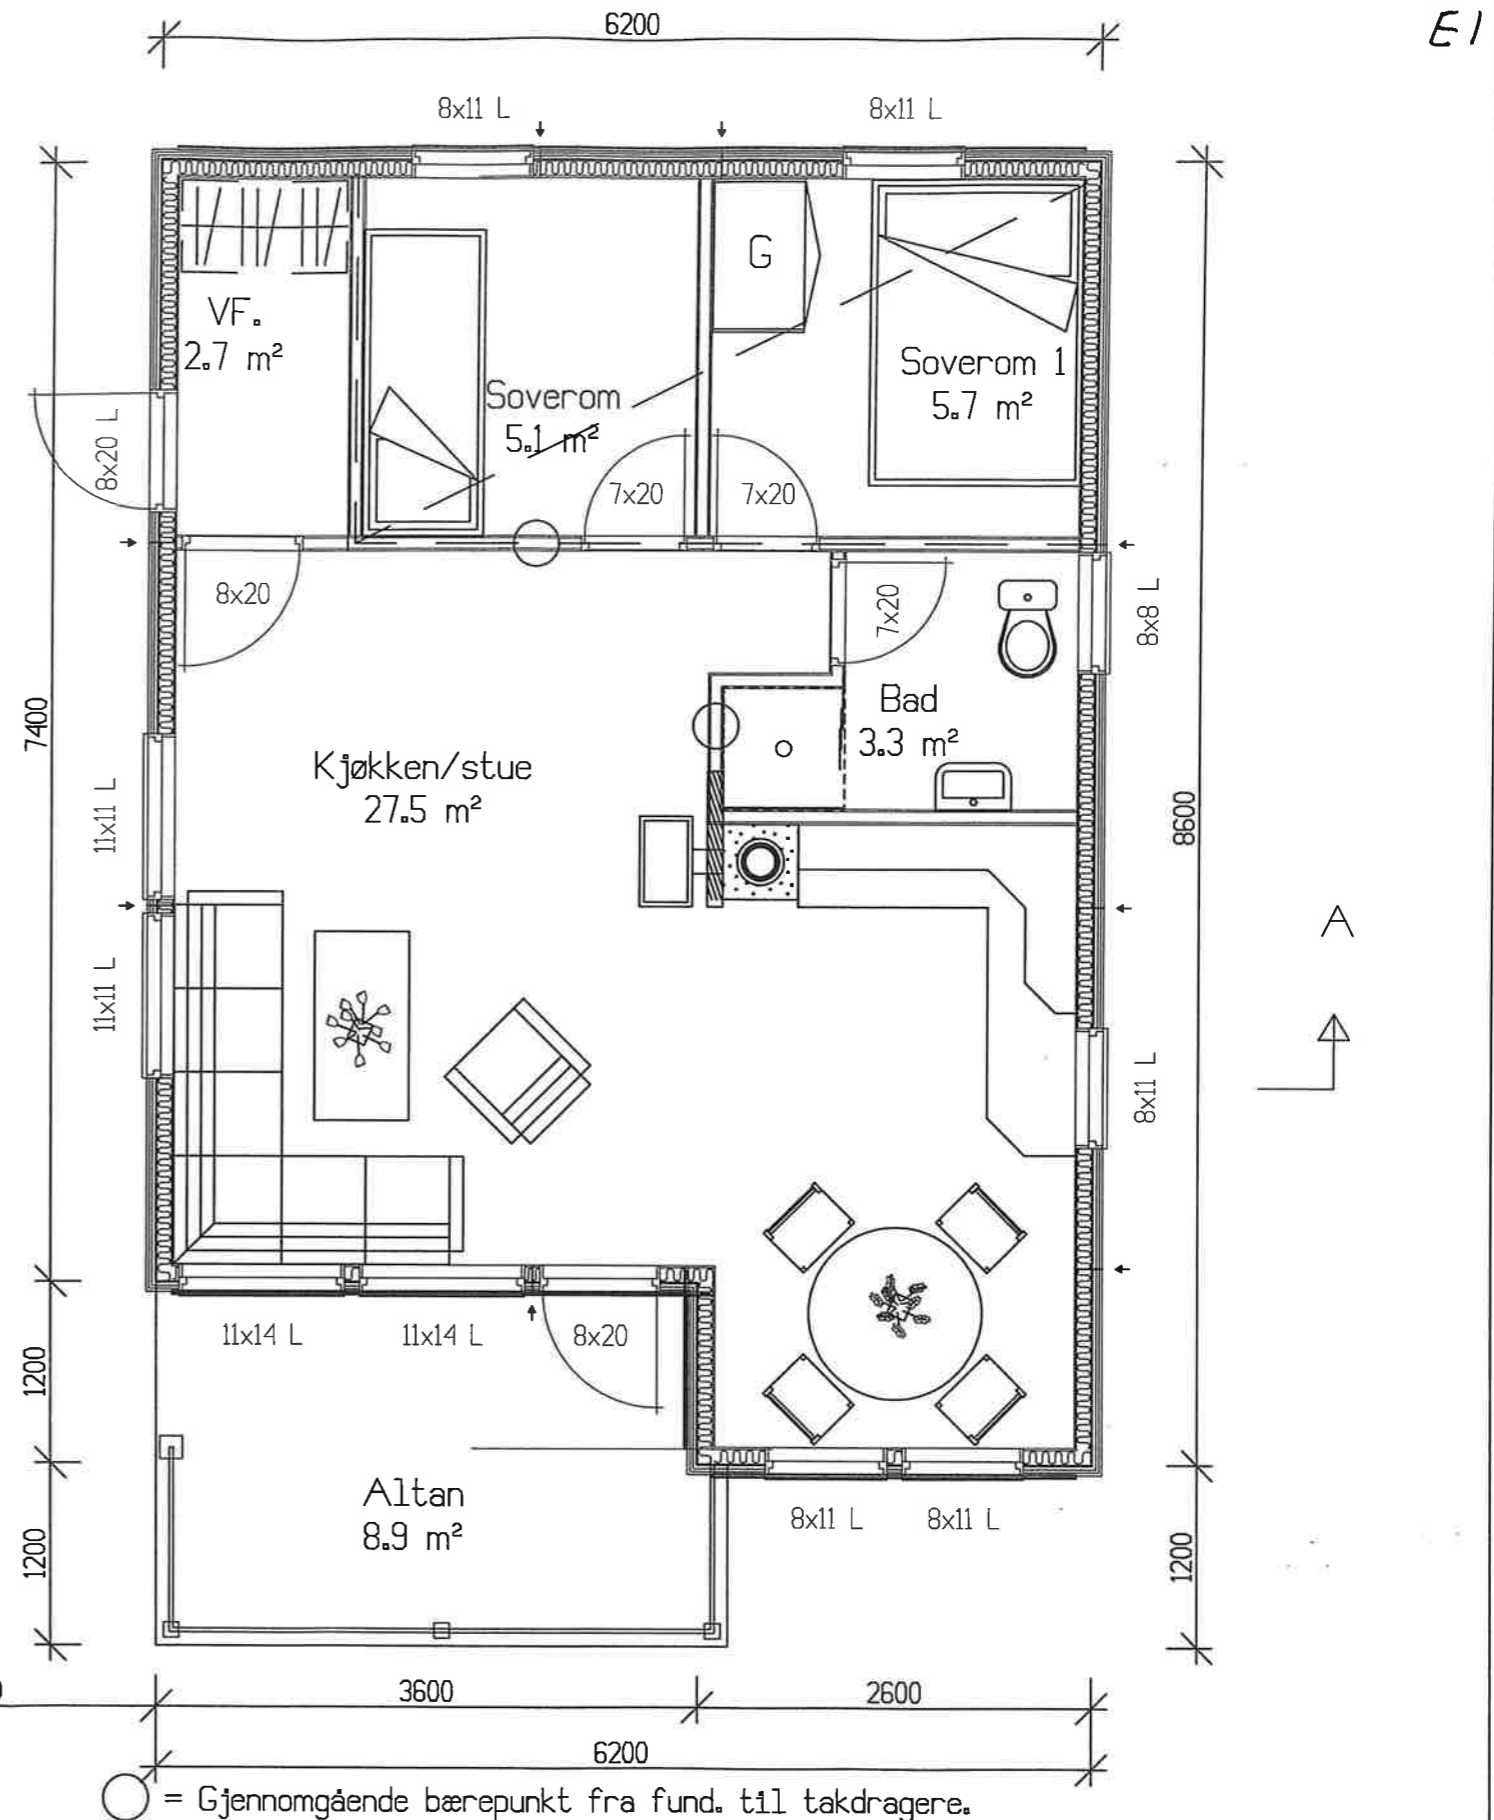 6200
E1
8x11 L
8x11 L
G
VF.
2.7 m²
Soverom
5.1 m²
Soverom 1
5.7 m²
8x20 L
7x20
7x20
8x20
7x20
8x8 L
Bad
3.3 m²
7400
Kjøkken/stue
27.5 m²
11x11 L
8600
A
11x11 L
8x11 L
11x14 L
11x14 L
8x20
1200
Altan
8.9 m²
8x11 L
8x11 L
1200
1200
3600
2600
6200
= Gjennomgående bærepunkt fra fund. til takdragere.